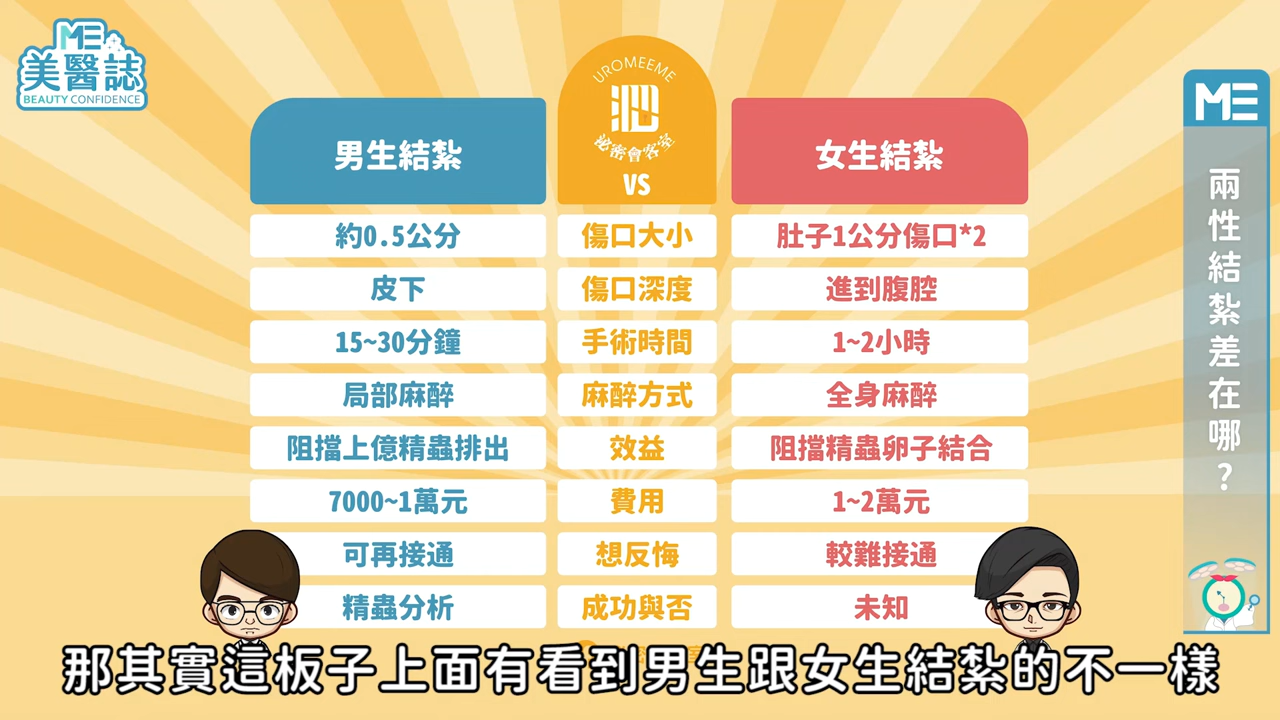 ME
美醫誌
BEAUTY CONFIDENCE
UROMEEME
泌
祕密會客室
男生結紮 VS 女生結紮
約0.5公分 傷口大小 肚子1公分傷口*2
皮下 傷口深度 進到腹腔
15~30分鐘 手術時間 1~2小時
局部麻醉 麻醉方式 全身麻醉
阻擋上億精蟲排出 效益 阻擋精蟲卵子結合
7000~1萬元 費用 1~2萬元
可再接通 想反悔 較難接通
精蟲分析 成功與否 未知
ME
兩性結紮差在哪?
那其實這板子上面有看到男生跟女生結紮的不一樣